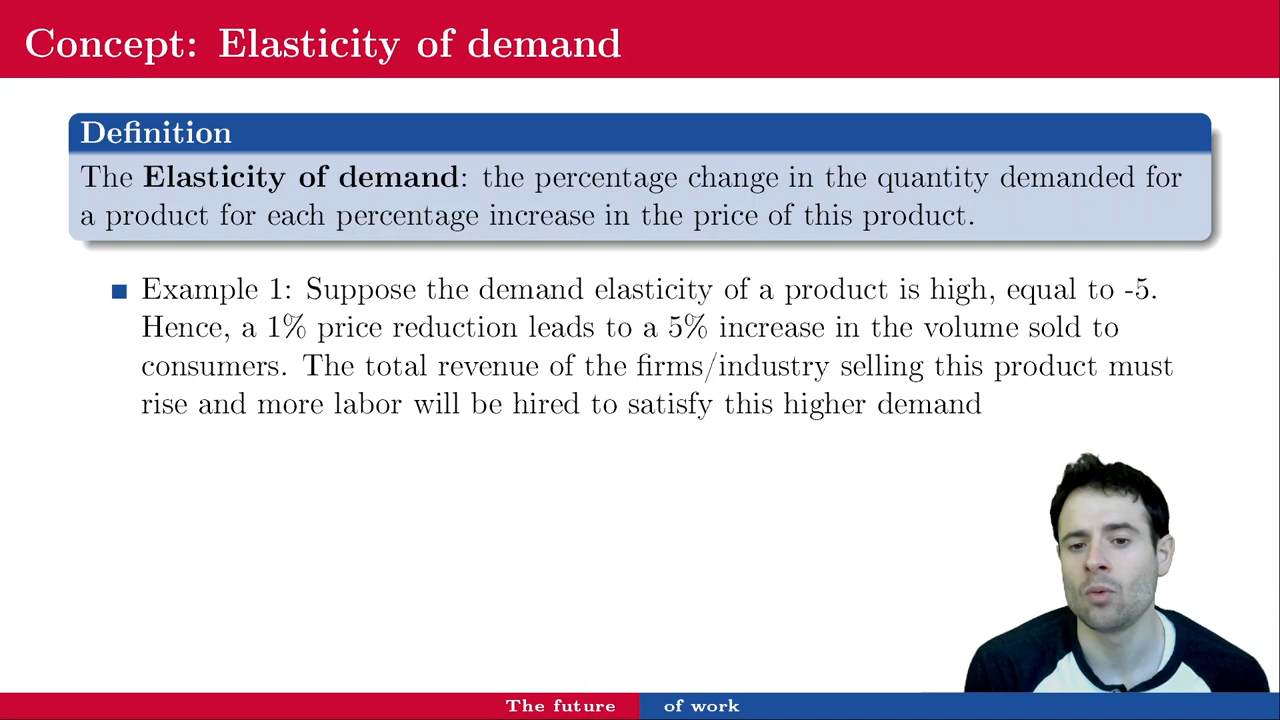 Concept: Elasticity of demand
Definition
The Elasticity of demand: the percentage change in the quantity demanded for
a product for each percentage increase in the price of this product.
Example 1: Suppose the demand elasticity of a product is high, equal to -5.
Hence, a 1% price reduction leads to a 5% increase in the volume sold to
consumers. The total revenue of the firms/industry selling this product must
rise and more labor will be hired to satisfy this higher demand
The future of work